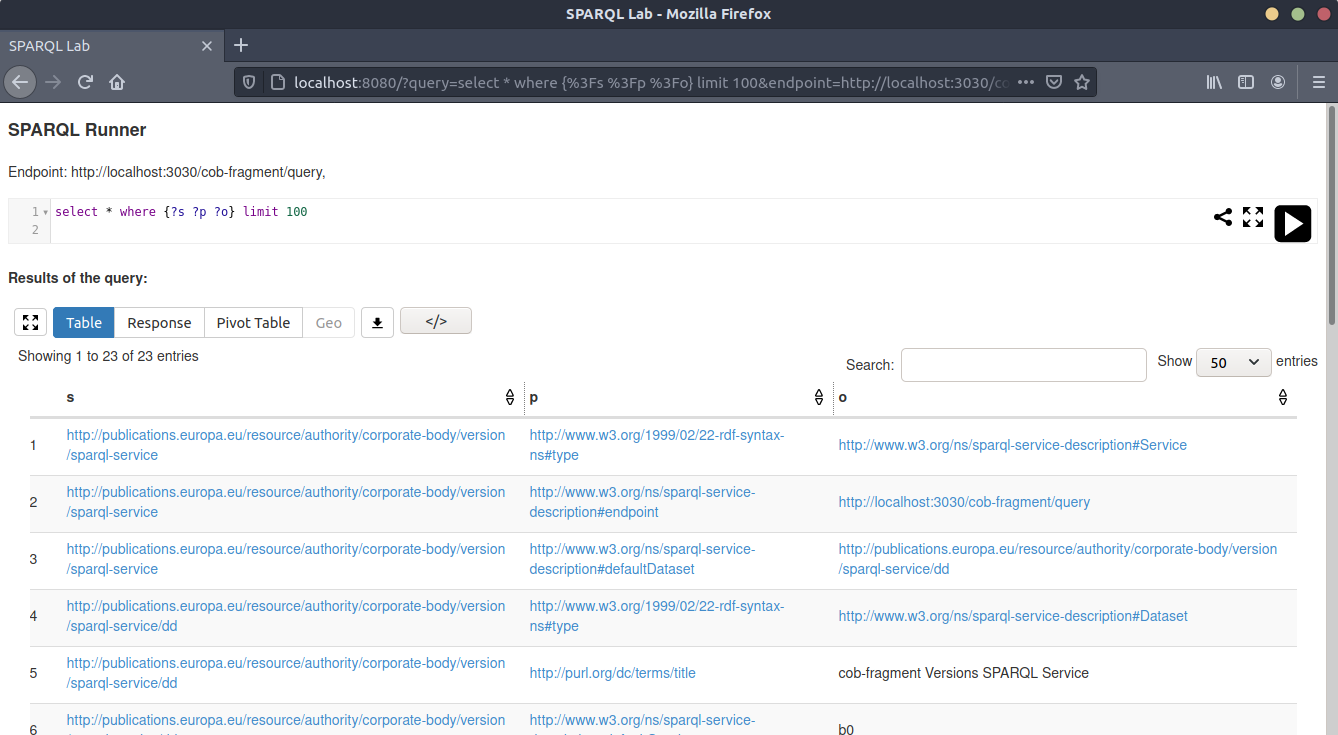 SPARQL Lab - Mozilla Firefox
SPARQL Lab
localhost:8080/?query=select * where {%3Fs %3Fp %3Fo} limit 100&endpoint=http://localhost:3030/co
SPARQL Runner
Endpoint: http://localhost:3030/cob-fragment/query,
1 select * where {?s ?p ?o} limit 100
2
Results of the query:
Table Response Pivot Table Geo </>
Showing 1 to 23 of 23 entries
Search: Show 50 entries
s p o
1 http://publications.europa.eu/resource/authority/corporate-body/version http://www.w3.org/1999/02/22-rdf-syntax- http://www.w3.org/ns/sparql-service-description#Service
/sparql-service ns#type
2 http://publications.europa.eu/resource/authority/corporate-body/version http://www.w3.org/ns/sparql-service- http://localhost:3030/cob-fragment/query
/sparql-service description#endpoint
3 http://publications.europa.eu/resource/authority/corporate-body/version http://www.w3.org/ns/sparql-service- http://publications.europa.eu/resource/authority/corporate-body/version
/sparql-service description#defaultDataset /sparql-service/dd
4 http://publications.europa.eu/resource/authority/corporate-body/version http://www.w3.org/1999/02/22-rdf-syntax- http://www.w3.org/ns/sparql-service-description#Dataset
/sparql-service/dd ns#type
5 http://publications.europa.eu/resource/authority/corporate-body/version http://purl.org/dc/terms/title cob-fragment Versions SPARQL Service
/sparql-service/dd
6 http://publications.europa.eu/resource/authority/corporate-body/version http://www.w3.org/ns/sparql-service- b0